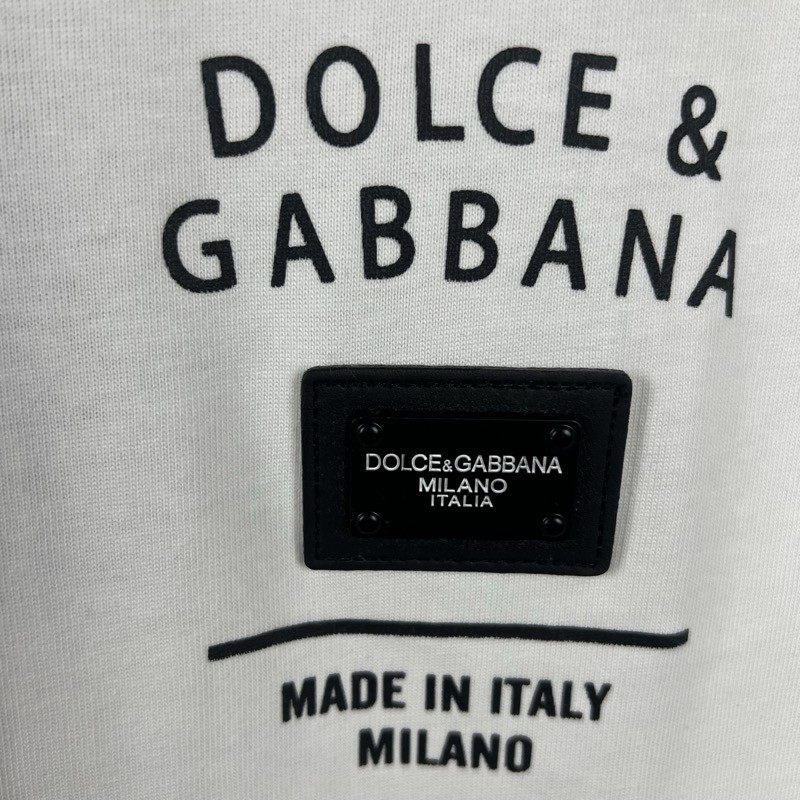 DOLCE &
GABBANA
DOLCE&GABBANA
MILANO
ITALIA
MADE IN ITALY
MILANO